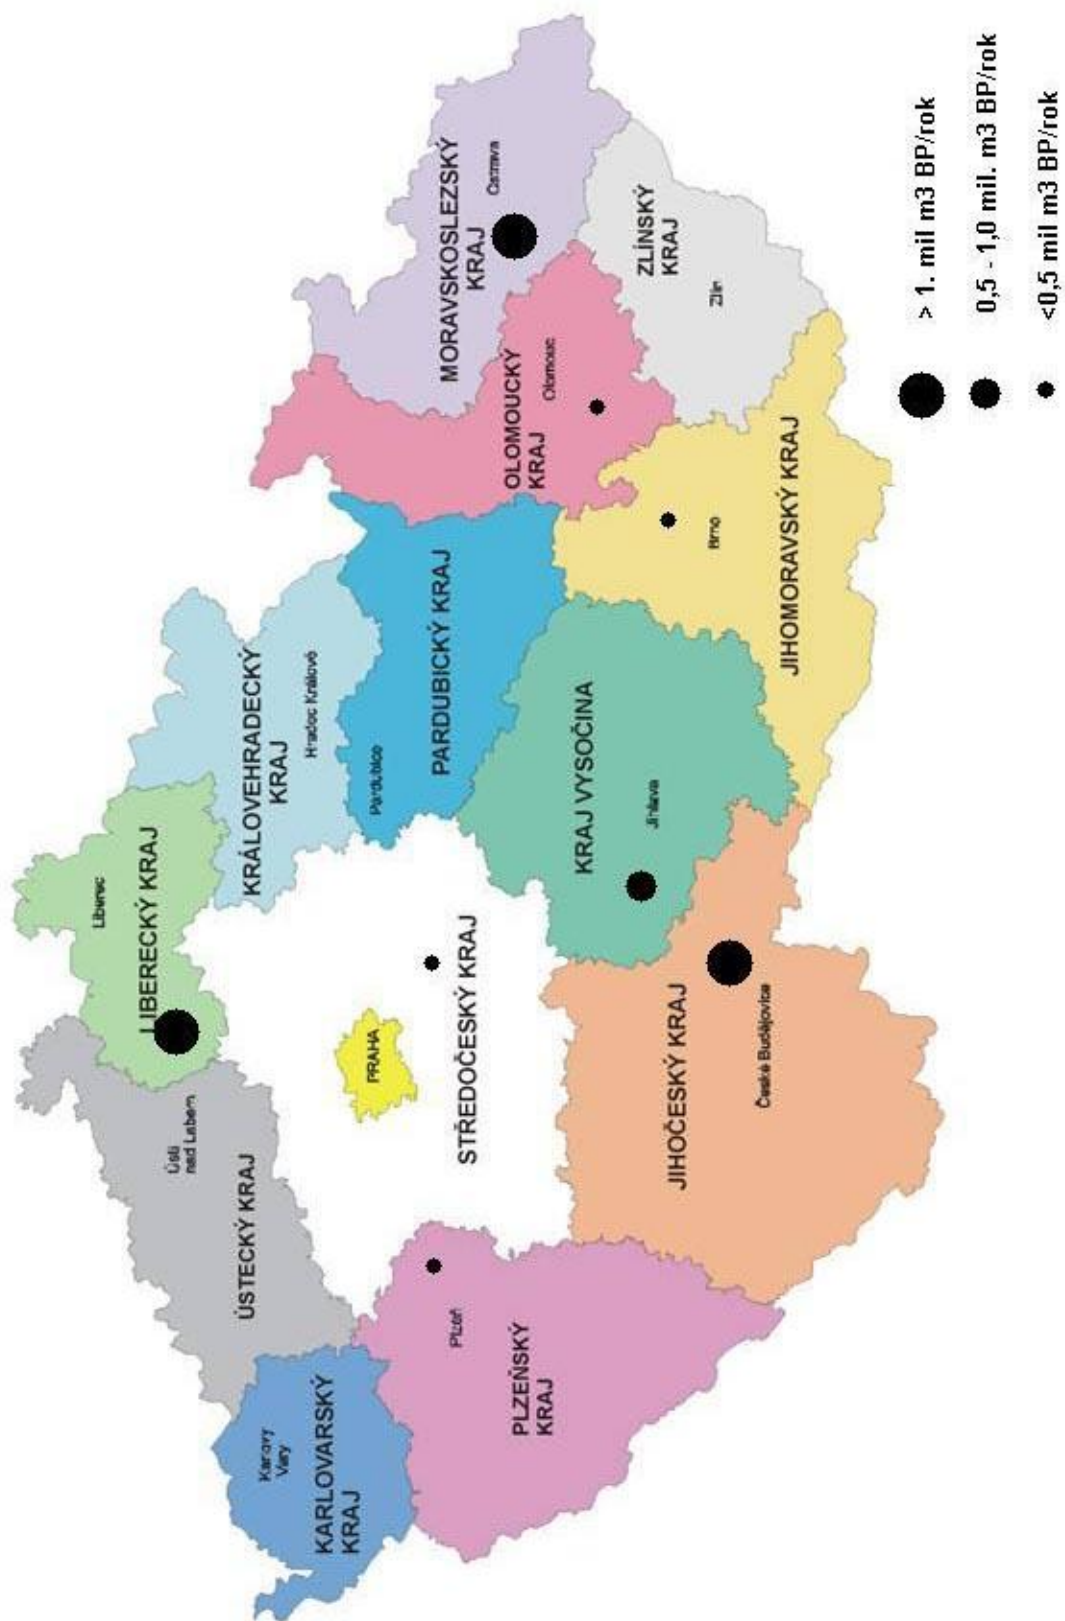 KARLOVARSKÝ
KRAJ
Karlovy
Vary
ÚSTECKÝ KRAJ
Ústí
nad Labem
LIBERECKÝ KRAJ
Liberec
KRÁLOVEHRADECKÝ
KRAJ
Hradec Králové
PARDUBICKÝ KRAJ
Pardubice
PRAHA
STŘEDOČESKÝ KRAJ
PLZEŇSKÝ
KRAJ
Plzeň
JIHOČESKÝ KRAJ
České Budějovice
KRAJ VYSOČINA
Jihlava
JIHOMORAVSKÝ KRAJ
Brno
OLOMOUCKÝ
KRAJ
Olomouc
MORAVSKOSLEZSKÝ
KRAJ
Ostrava
ZLÍNSKÝ
KRAJ
Zlín
> 1. mil m3 BP/rok
0,5 - 1,0 mil. m3 BP/rok
<0,5 mil m3 BP/rok